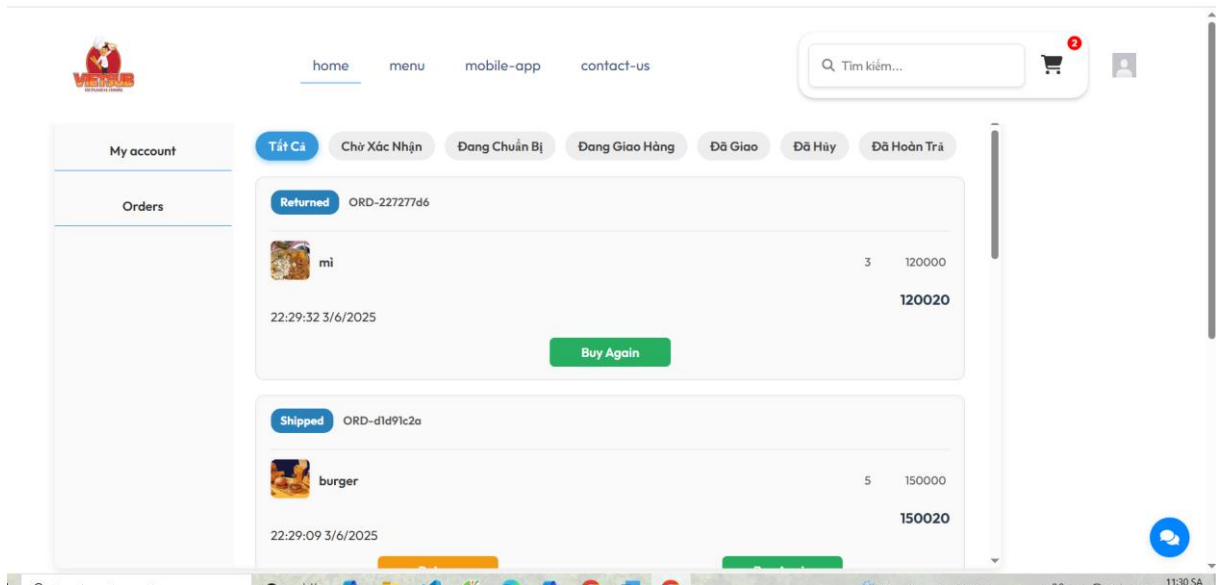 VIETSUB
home menu mobile-app contact-us
Tìm kiếm...
2
My account
Orders
Tất Cả Chờ Xác Nhận Đang Chuẩn Bị Đang Giao Hàng Đã Giao Đã Hủy Đã Hoàn Trả
Returned ORD-227277d6
mì 3 120000
120020
22:29:32 3/6/2025
Buy Again
Shipped ORD-d1d91c2a
burger 5 150000
150020
22:29:09 3/6/2025
11:30 SA